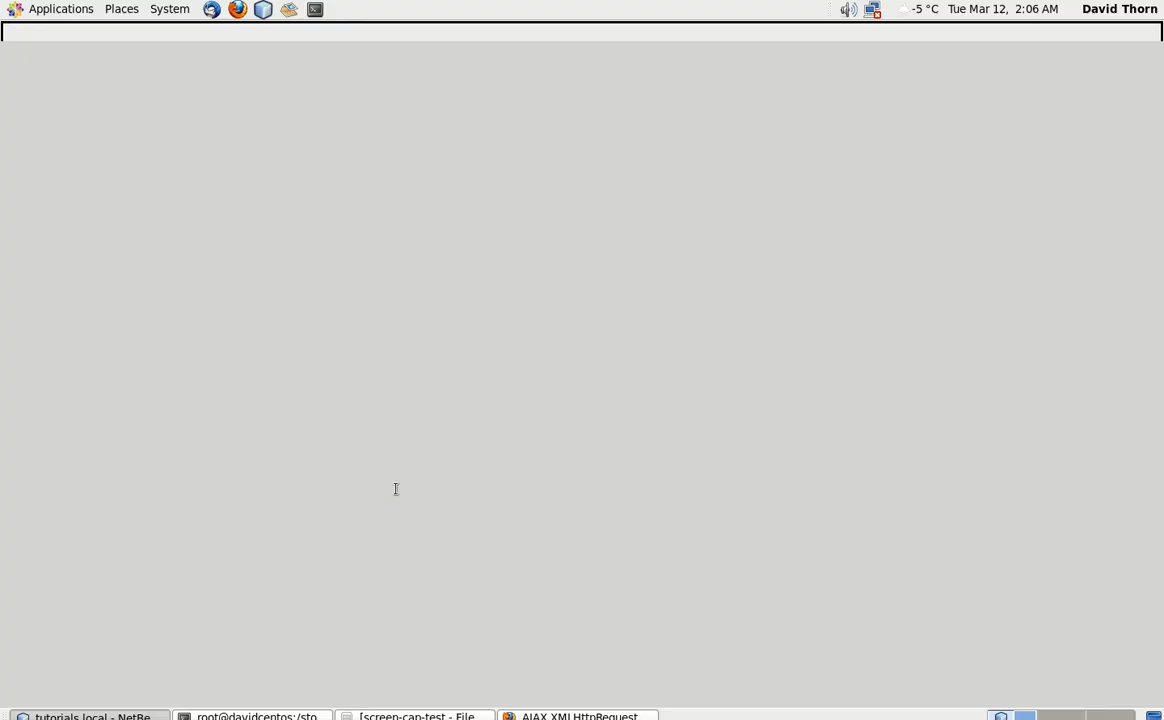 Applications Places System -5 °C Tue Mar 12, 2:06 AM David Thorn
tutorials.local - NetBe... root@davidcentos:/sto... [screen-cap-test - File ... AJAX XMLHttpRequest ...